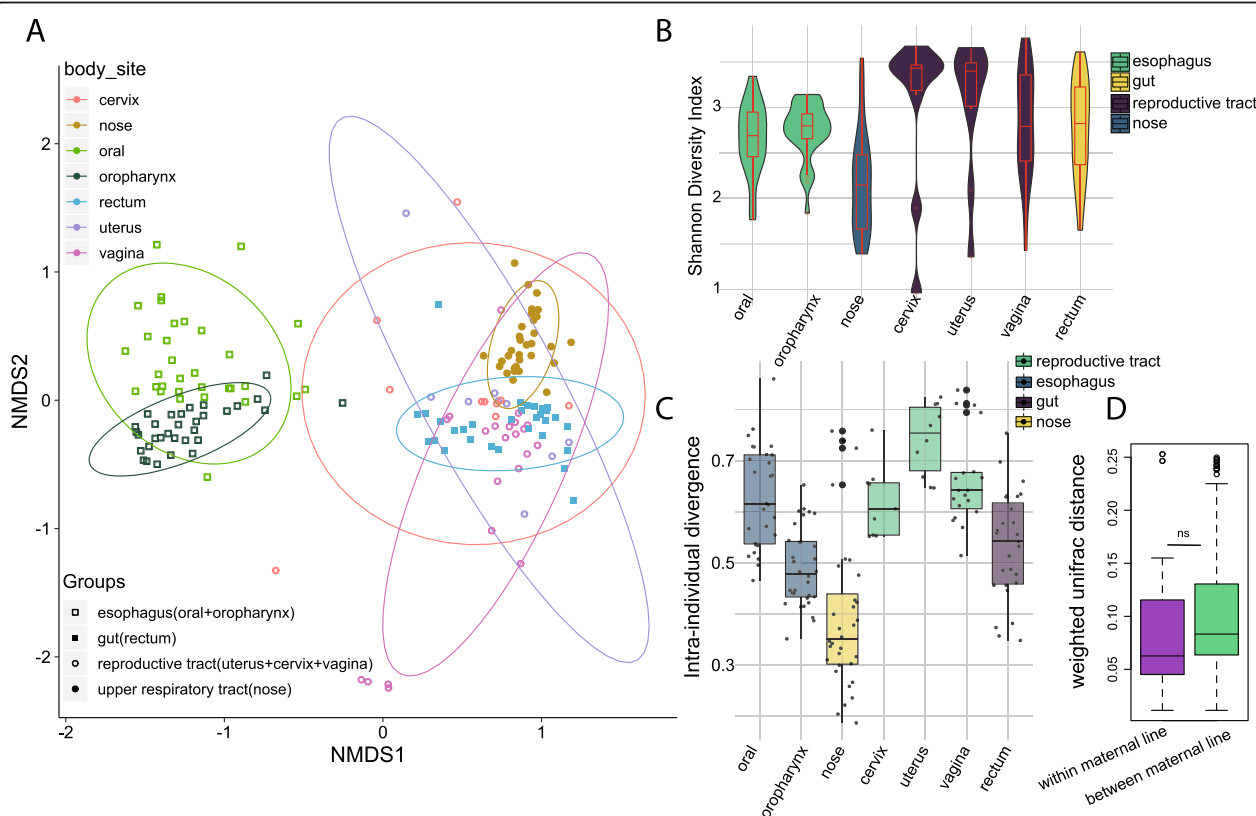 A
body_site
cervix
nose
oral
oropharynx
rectum
uterus
vagina
Groups
esophagus(oral+oropharynx)
gut(rectum)
reproductive tract(uterus+cervix+vagina)
upper respiratory tract(nose)
NMDS2
2
1
0
-1
-2
-2
-1
0
1
NMDS1
B
Shannon Diversity Index
3
2
1
oral
oropharynx
nose
cervix
uterus
vagina
rectum
esophagus
gut
reproductive tract
nose
C
Intra-individual divergence
0.7
0.5
0.3
oral
oropharynx
nose
cervix
uterus
vagina
rectum
reproductive tract
esophagus
gut
nose
D
weighted unifrac distance
0.25
0.20
0.15
0.10
0.05
ns
within maternal line
between maternal line